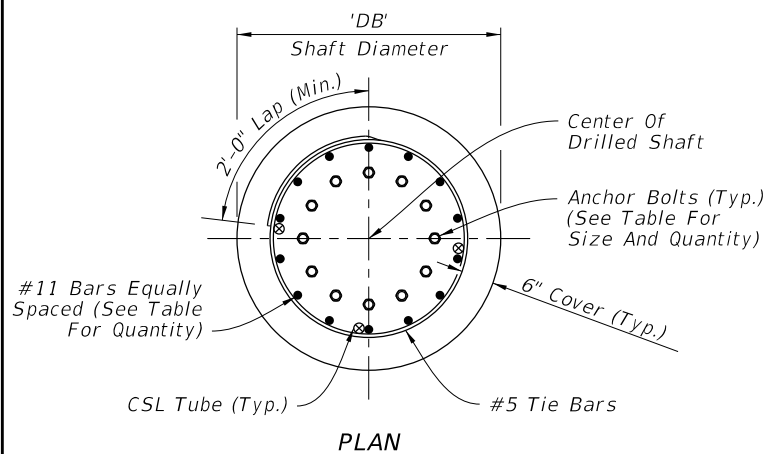 'DB'
Shaft Diameter
2'-0" Lap (Min.)
Center Of
Drilled Shaft
Anchor Bolts (Typ.)
(See Table For
Size And Quantity)
#11 Bars Equally
Spaced (See Table
For Quantity)
6" Cover (Typ.)
CSL Tube (Typ.)
#5 Tie Bars
PLAN